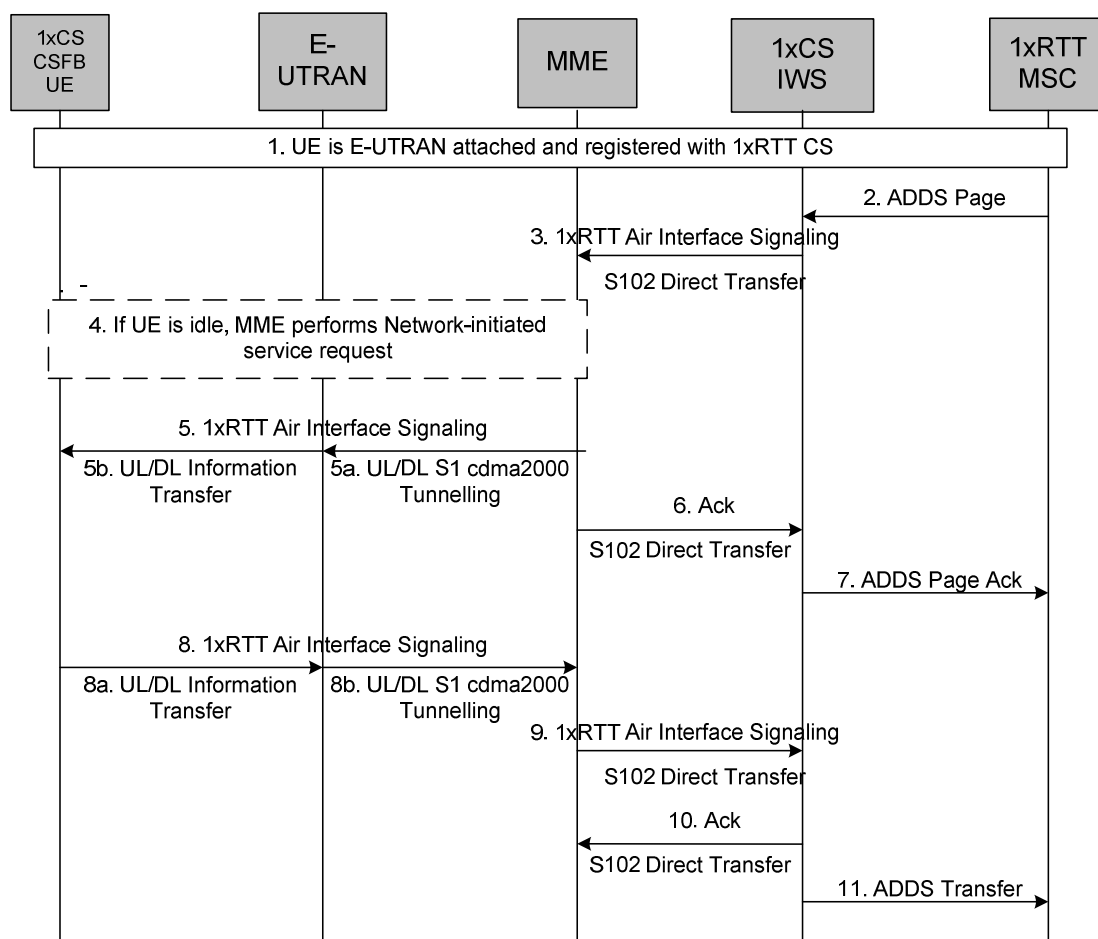 1xCS
CSFB
UE
E-
UTRAN
MME
1xCS
IWS
1xRTT
MSC
1. UE is E-UTRAN attached and registered with 1xRTT CS
2. ADDS Page
3. 1xRTT Air Interface Signaling
S102 Direct Transfer
4. If UE is idle, MME performs Network-initiated
service request
5. 1xRTT Air Interface Signaling
5b. UL/DL Information
Transfer
5a. UL/DL S1 cdma2000
Tunnelling
6. Ack
S102 Direct Transfer
7. ADDS Page Ack
8. 1xRTT Air Interface Signaling
8a. UL/DL Information
Transfer
8b. UL/DL S1 cdma2000
Tunnelling
9. 1xRTT Air Interface Signaling
S102 Direct Transfer
10. Ack
S102 Direct Transfer
11. ADDS Transfer